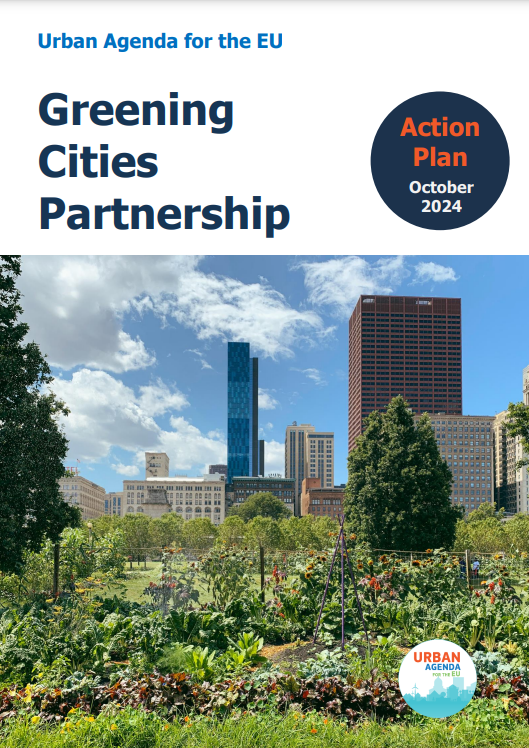 Urban Agenda for the EU
Greening
Cities
Partnership
Action
Plan
October
2024
URBAN
AGENDA
FOR THE EU